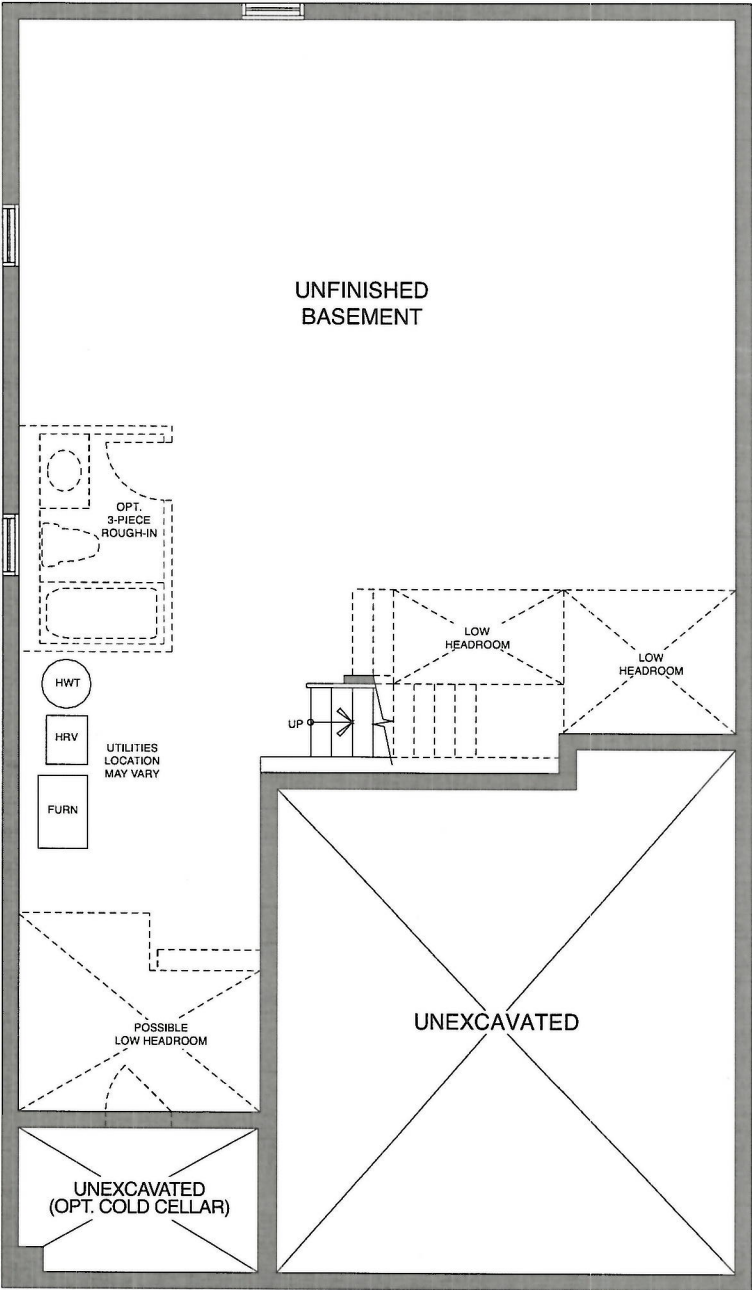 UNFINISHED
BASEMENT
OPT.
3-PIECE
ROUGH-IN
LOW
HEADROOM
LOW
HEADROOM
HWT
UP
HRV
UTILITIES
LOCATION
MAY VARY
FURN
UNEXCAVATED
POSSIBLE
LOW HEADROOM
UNEXCAVATED
(OPT. COLD CELLAR)